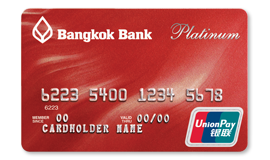 Bangkok Bank Platinum
6223 5400 1234 5678
6223
MEMBER SINCE 00 VALID THRU 00/00
CARDHOLDER NAME
UnionPay
银联